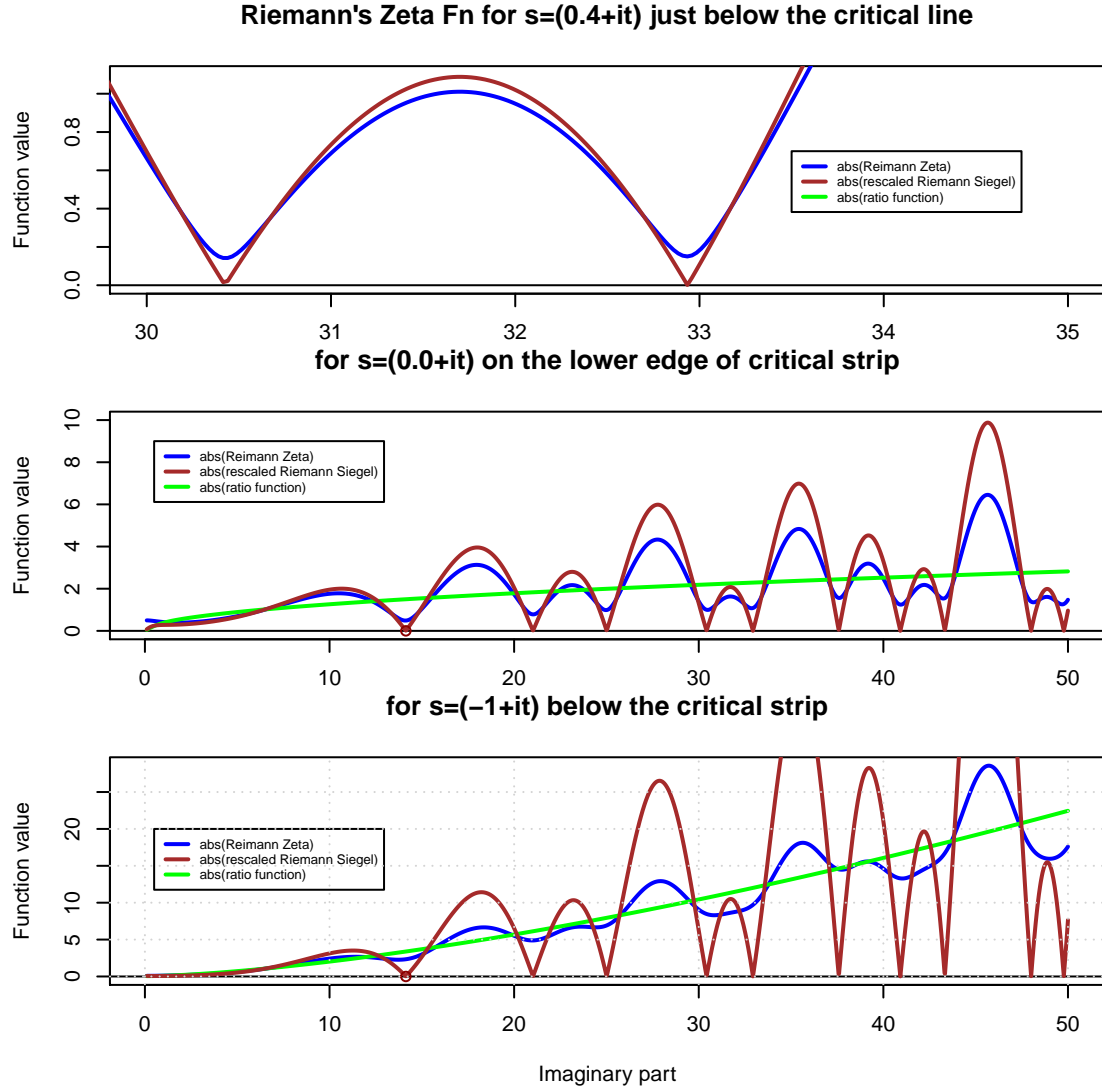 Riemann's Zeta Fn for s=(0.4+it) just below the critical line
Function value
0.0
0.4
0.8
abs(Reimann Zeta)
abs(rescaled Riemann Siegel)
abs(ratio function)
30
31
32
33
34
35
for s=(0.0+it) on the lower edge of critical strip
Function value
0
2
4
6
8
10
abs(Reimann Zeta)
abs(rescaled Riemann Siegel)
abs(ratio function)
0
10
20
30
40
50
for s=(−1+it) below the critical strip
Function value
0
5
10
20
abs(Reimann Zeta)
abs(rescaled Riemann Siegel)
abs(ratio function)
0
10
20
30
40
50
Imaginary part